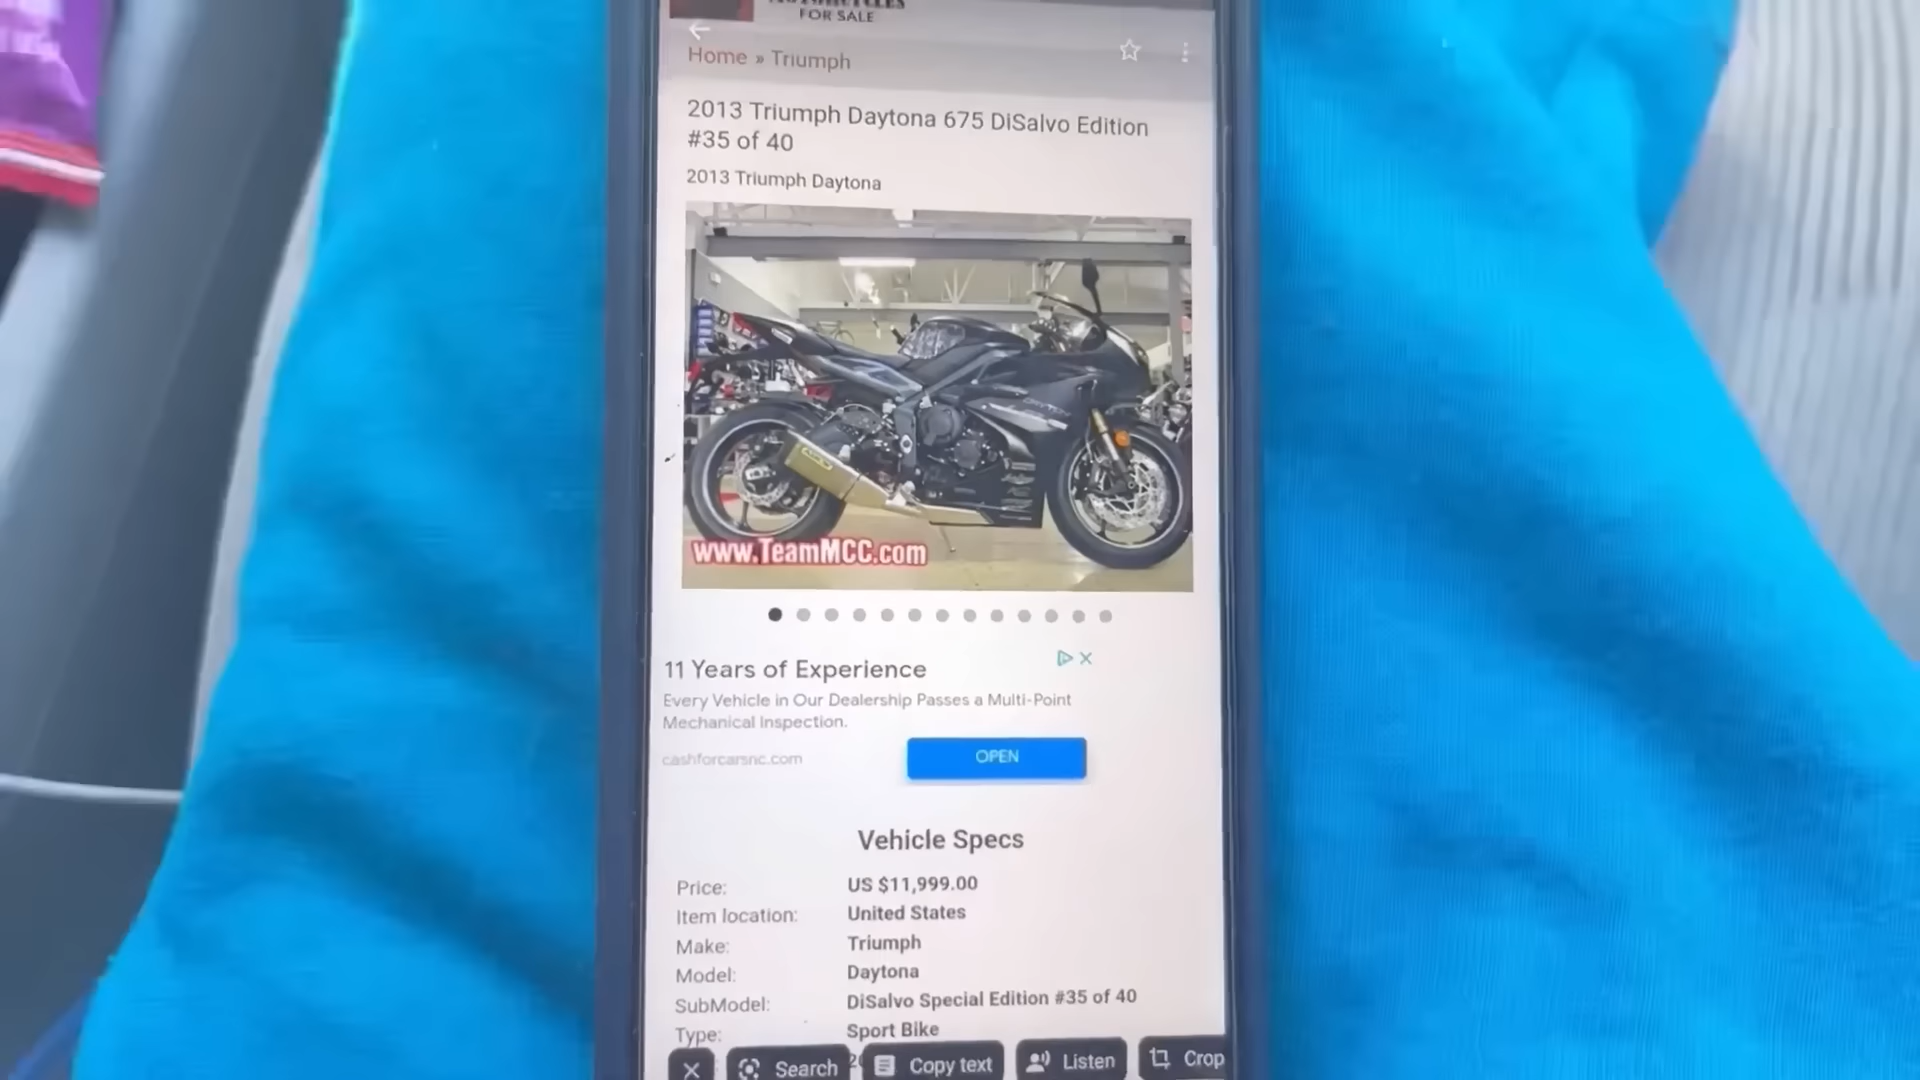 FOR SALE
Home » Triumph
2013 Triumph Daytona 675 DiSalvo Edition
#35 of 40
2013 Triumph Daytona
www.TeamMCC.com
11 Years of Experience
Every Vehicle in Our Dealership Passes a Multi-Point
Mechanical Inspection.
cashforcarsnc.com
OPEN
Vehicle Specs
Price: US $11,999.00
Item location: United States
Make: Triumph
Model: Daytona
SubModel: DiSalvo Special Edition #35 of 40
Type: Sport Bike
Search Copy text Listen Crop